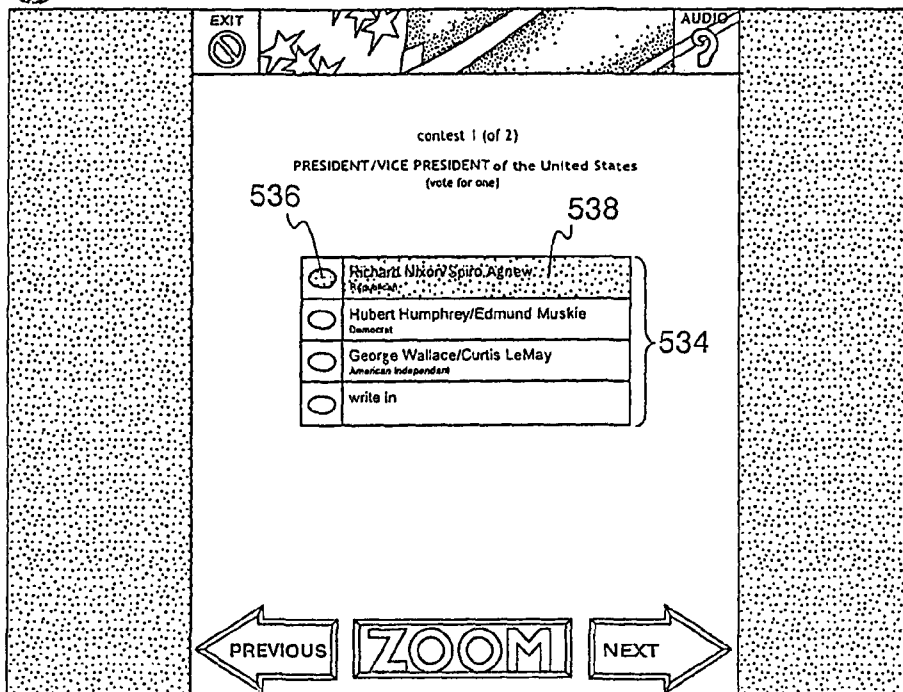 EXIT
AUDIO
contest 1 (of 2)
PRESIDENT/VICE PRESIDENT of the United States
(vote for one)
536
538
Richard Nixon/Spiro Agnew
Republican
Hubert Humphrey/Edmund Muskie
Democrat
534
George Wallace/Curtis LeMay
American Independent
write in
PREVIOUS
ZOOM
NEXT